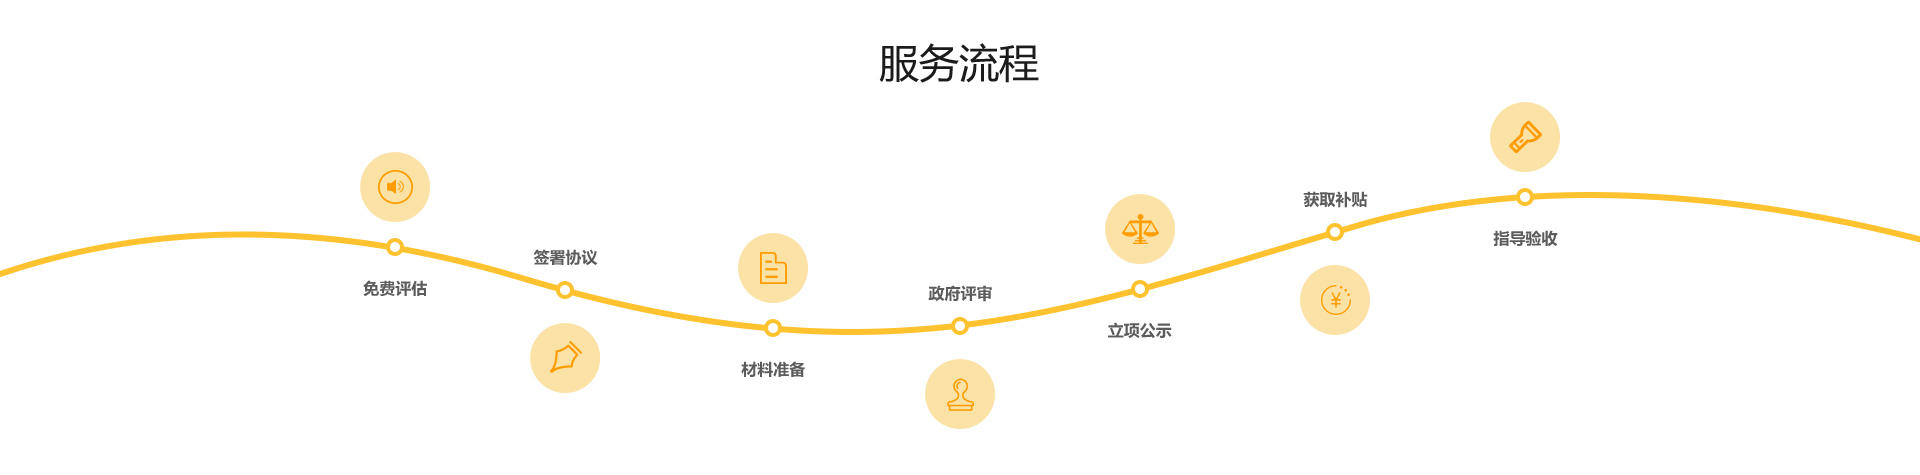 服务流程
免费评估
签署协议
材料准备
政府评审
立项公示
获取补贴
指导验收